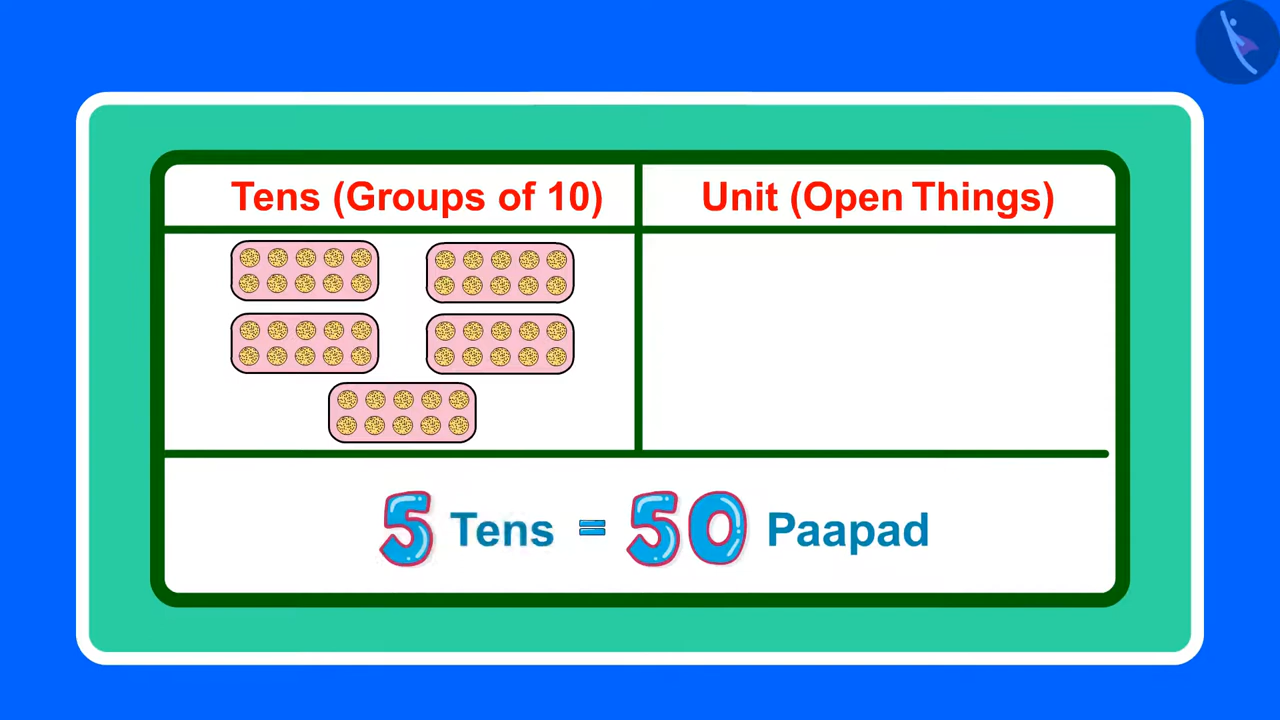 Tens (Groups of 10) Unit (Open Things)
5 Tens = 50 Paapad